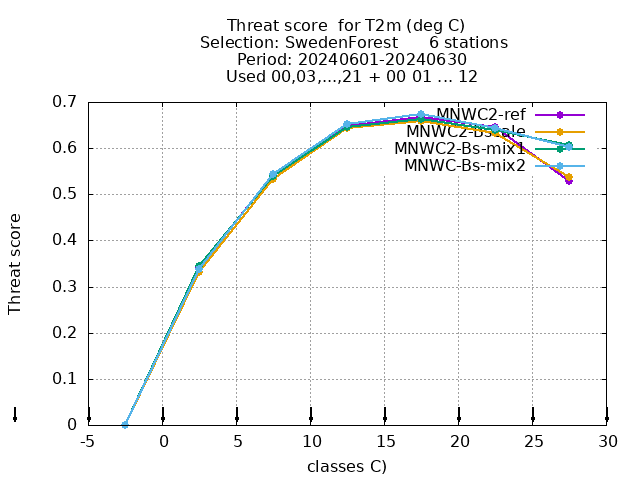 Threat score for T2m (deg C)
Selection: SwedenForest 6 stations
Period: 20240601-20240630
Used 00,03,...,21 + 00 01 ... 12
MNWC2-ref
MNWC2-Bs-mix1
MNWC-Bs-mix2
0.7
0.6
0.5
0.4
0.3
0.2
0.1
0
Threat score
-5 0 5 10 15 20 25 30
classes C)